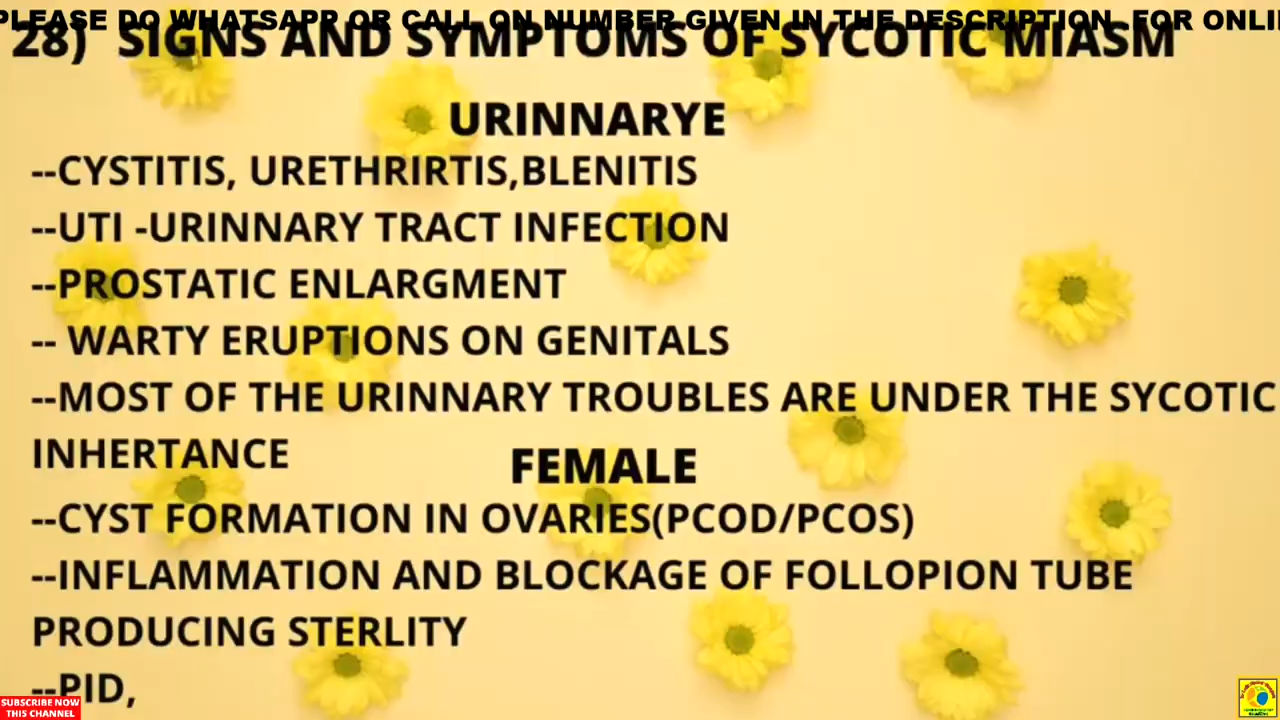 PLEASE DO WHATSAPP OR CALL ON NUMBER GIVEN IN THE DESCRIPTION, FOR ONLI
28) SIGNS AND SYMPTOMS OF SYCOTIC MIASM
URINNARYE
--CYSTITIS, URETHRIRTIS,BLENITIS
--UTI -URINNARY TRACT INFECTION
--PROSTATIC ENLARGMENT
-- WARTY ERUPTIONS ON GENITALS
--MOST OF THE URINNARY TROUBLES ARE UNDER THE SYCOTIC
INHERTANCE
FEMALE
--CYST FORMATION IN OVARIES(PCOD/PCOS)
--INFLAMMATION AND BLOCKAGE OF FOLLOPION TUBE
PRODUCING STERLITY
--PID,
SUBSCRIBE NOW
THIS CHANNEL